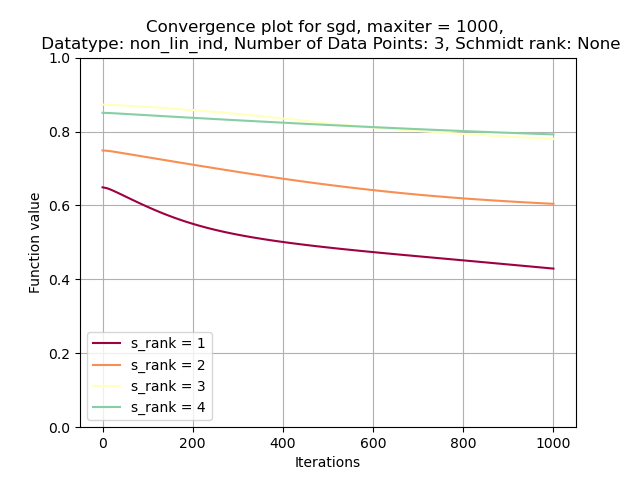 Convergence plot for sgd, maxiter = 1000,
Datatype: non_lin_ind, Number of Data Points: 3, Schmidt rank: None
1.0
0.8
0.6
0.4
0.2
0.0
Function value
s_rank = 1
s_rank = 2
s_rank = 3
s_rank = 4
0 200 400 600 800 1000
Iterations